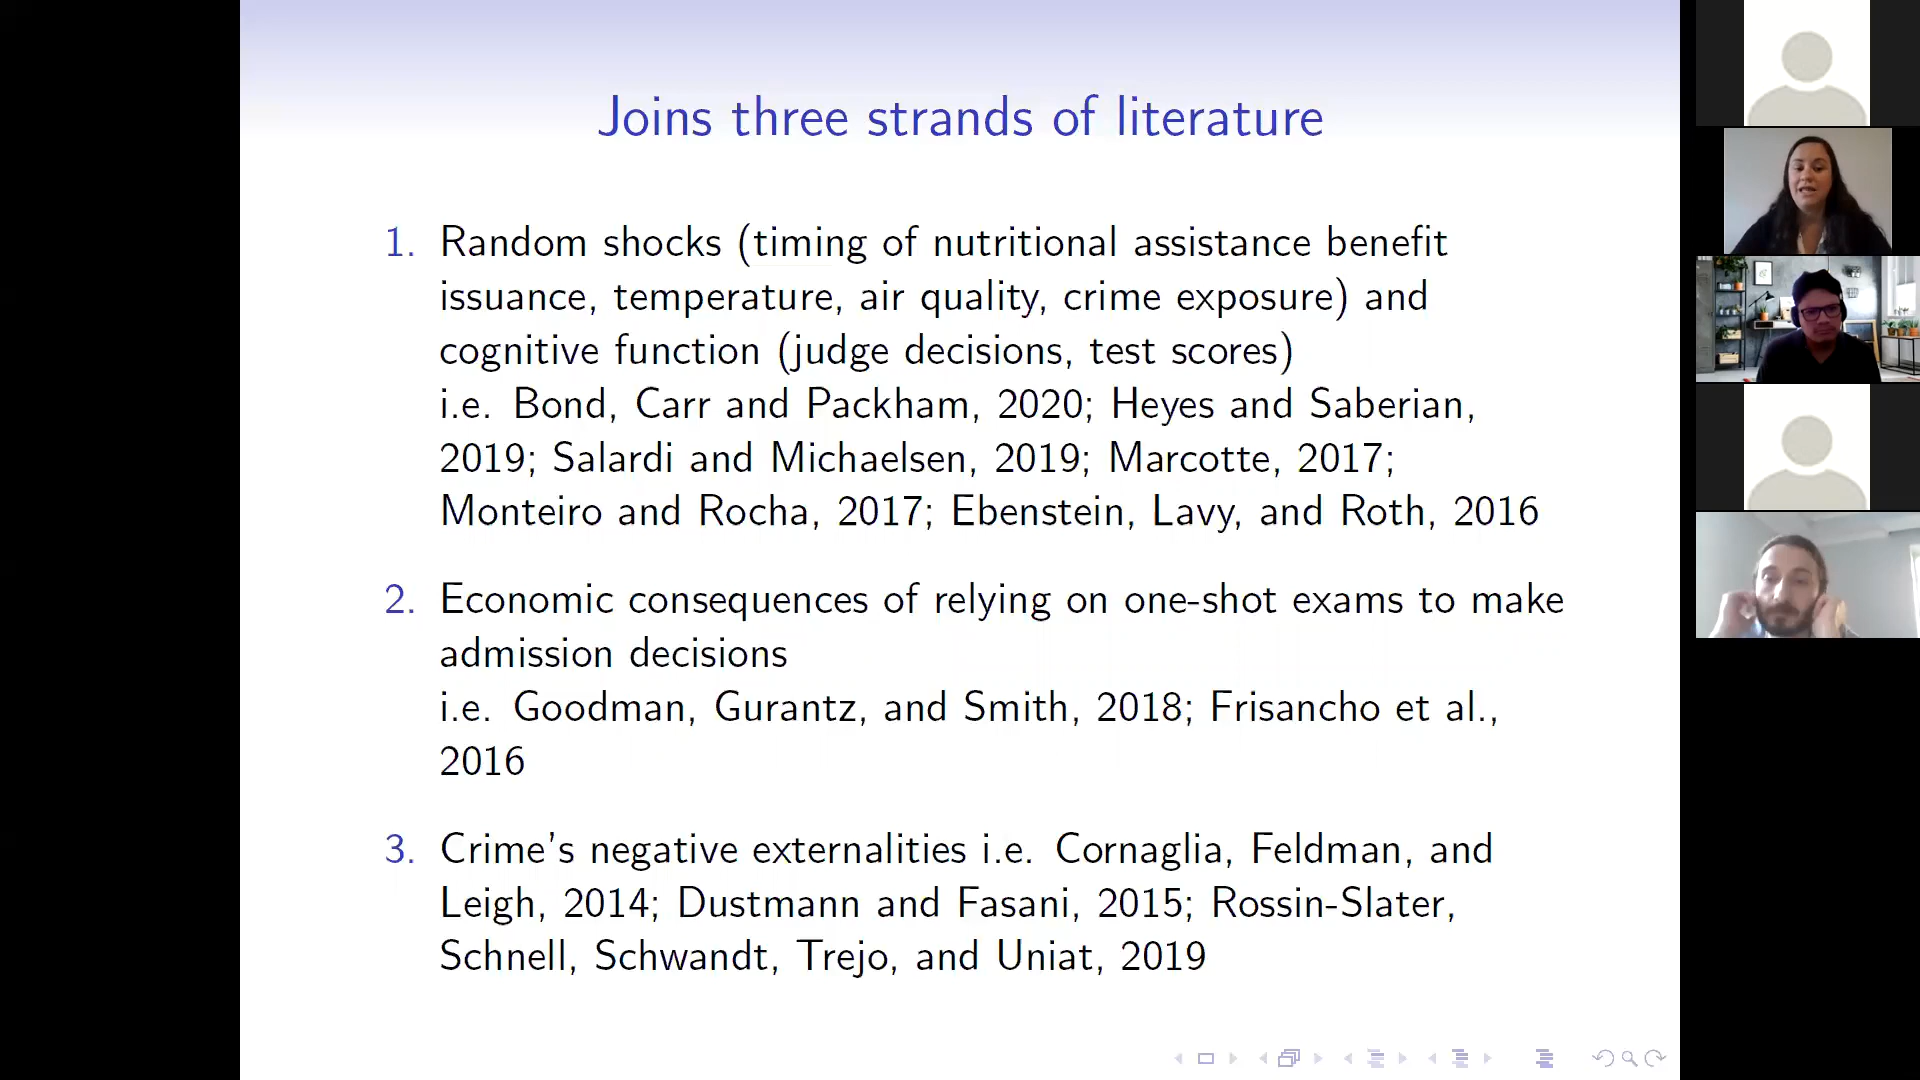 Joins three strands of literature
1. Random shocks (timing of nutritional assistance benefit
issuance, temperature, air quality, crime exposure) and
cognitive function (judge decisions, test scores)
i.e. Bond, Carr and Packham, 2020; Heyes and Saberian,
2019; Salardi and Michaelsen, 2019; Marcotte, 2017;
Monteiro and Rocha, 2017; Ebenstein, Lavy, and Roth, 2016
2. Economic consequences of relying on one-shot exams to make
admission decisions
i.e. Goodman, Gurantz, and Smith, 2018; Frisancho et al.,
2016
3. Crime's negative externalities i.e. Cornaglia, Feldman, and
Leigh, 2014; Dustmann and Fasani, 2015; Rossin-Slater,
Schnell, Schwandt, Trejo, and Uniat, 2019